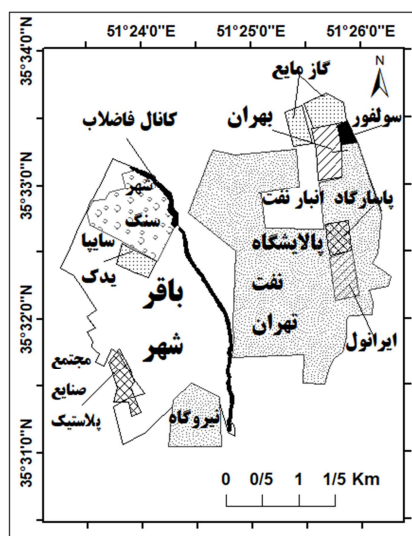 51°24'0"E 51°25'0"E 51°26'0"E
35°34'0"N
35°33'0"N
35°32'0"N
35°31'0"N
N
گاز مایع
کانال فاضلاب
بهران
سولفور
شهر
سنگ
انبار نفت
پاسارگاد
سایپا
یدک
پالایشگاه
نفت
تهران
باقر
شهر
ایرانول
مجتمع
صنایع
پلاستیک
نیروگاه
0 0/5 1 1/5 Km